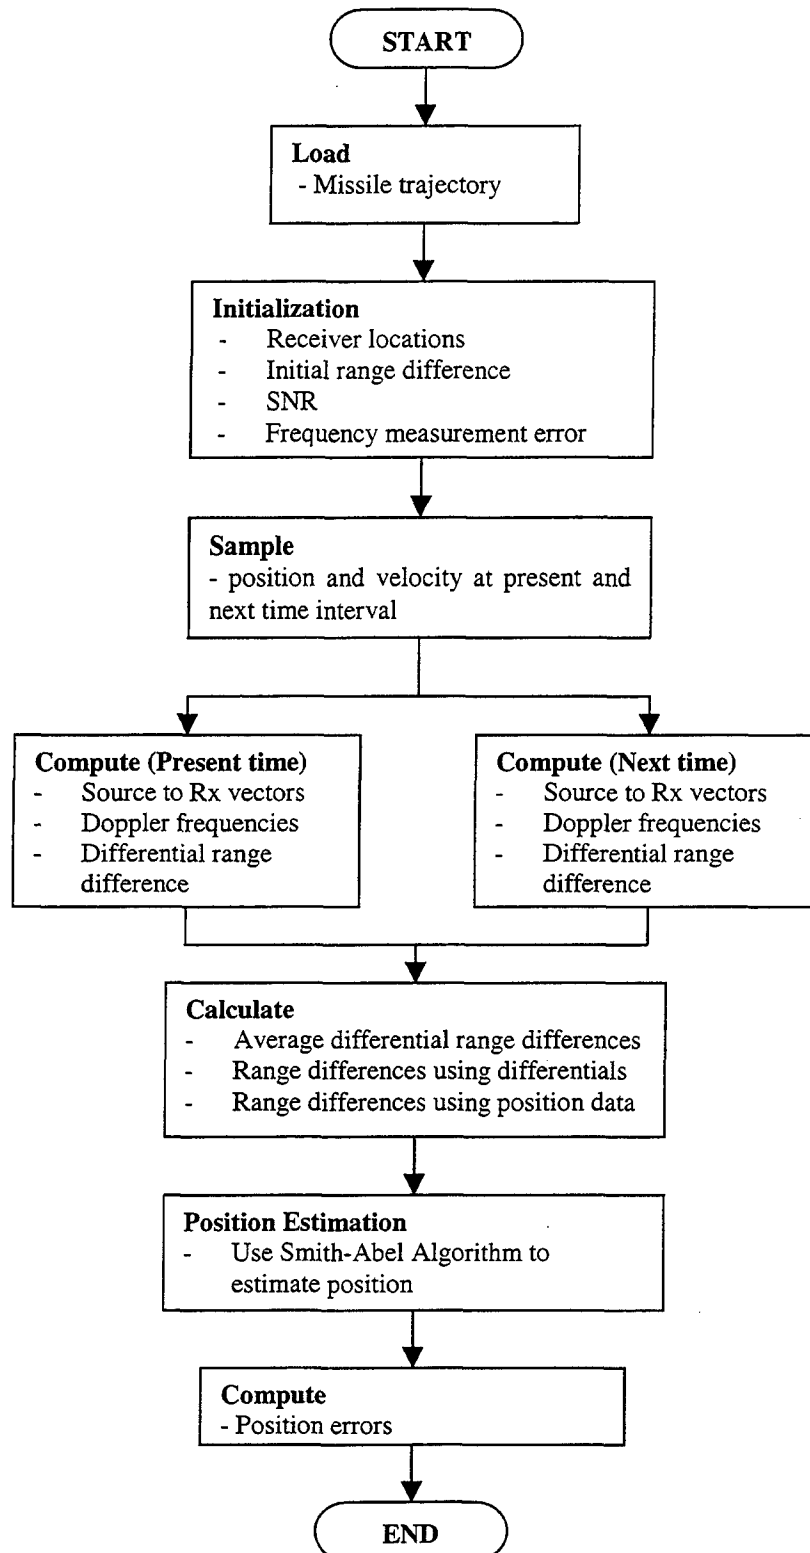 START
Load
- Missile trajectory
Initialization
- Receiver locations
- Initial range difference
- SNR
- Frequency measurement error
Sample
- position and velocity at present and
next time interval
Compute (Present time)
- Source to Rx vectors
- Doppler frequencies
- Differential range
difference
Compute (Next time)
- Source to Rx vectors
- Doppler frequencies
- Differential range
difference
Calculate
- Average differential range differences
- Range differences using differentials
- Range differences using position data
Position Estimation
- Use Smith-Abel Algorithm to
estimate position
Compute
- Position errors
END